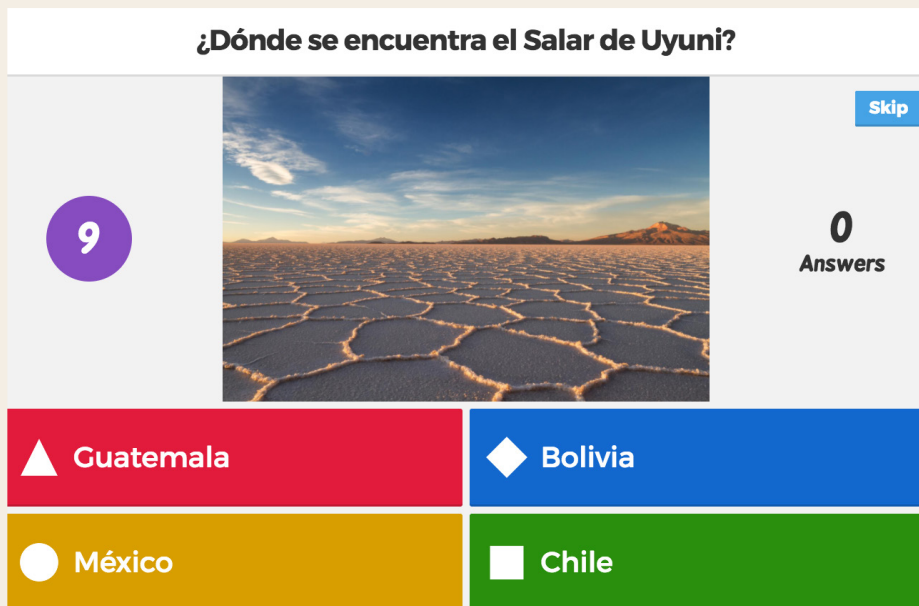 ¿Dónde se encuentra el Salar de Uyuni?
Skip
9
0
Answers
Guatemala
Bolivia
México
Chile